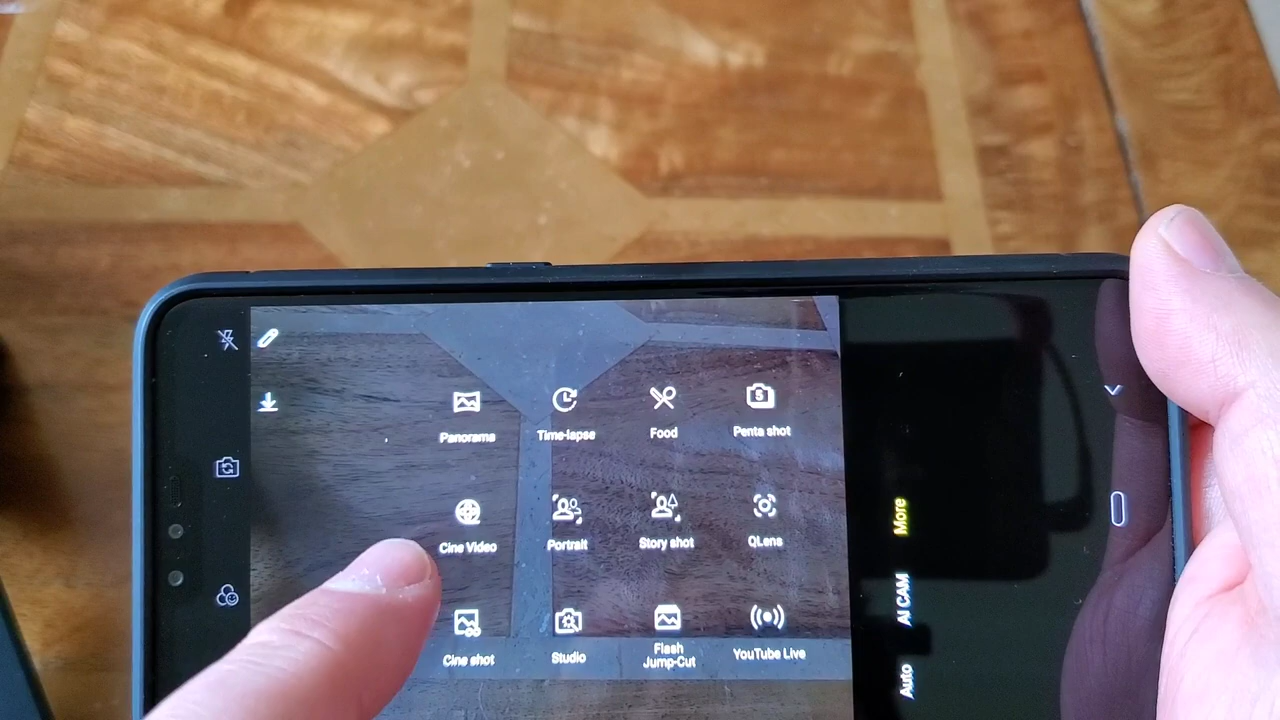 Panorama
Time-lapse
Food
Penta shot
Cine Video
Portrait
Story shot
QLens
Cine shot
Studio
Flash
Jump-Cut
YouTube Live
More
AI CAM
Auto
S